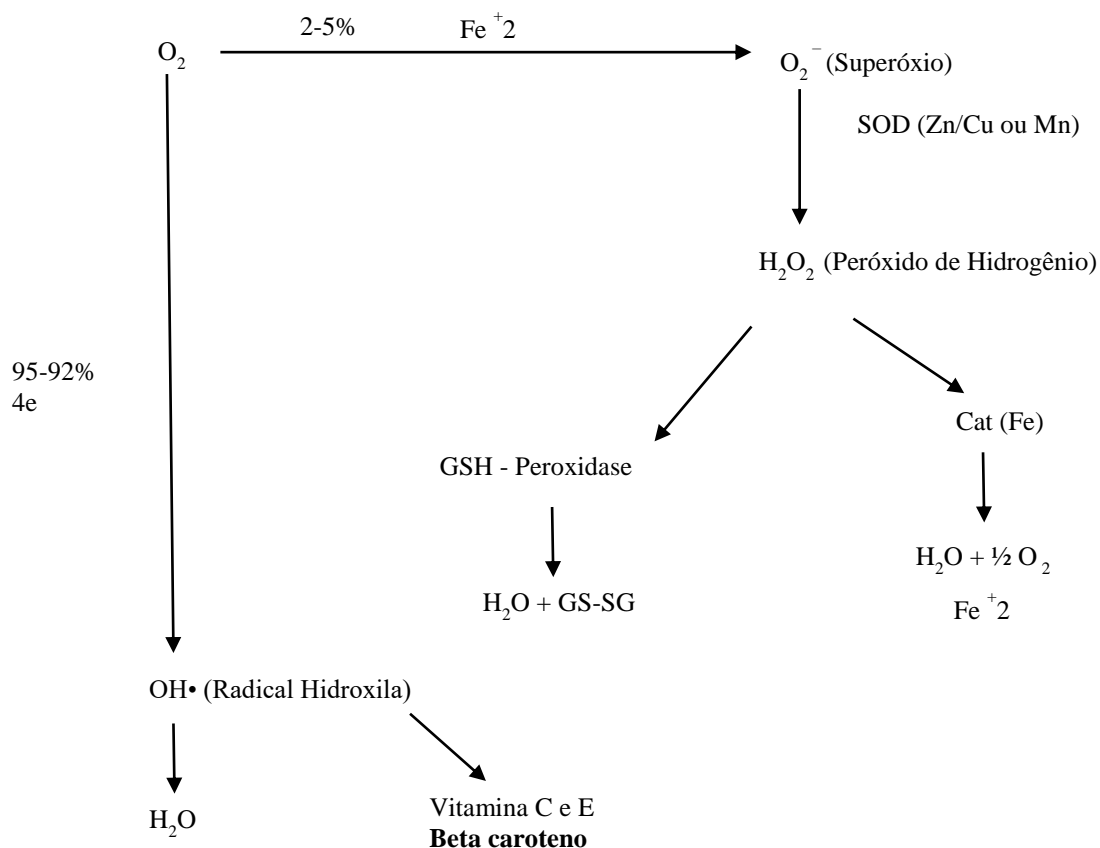 2-5% Fe ⁺2
O₂
O₂⁻ (Superóxio)
SOD (Zn/Cu ou Mn)
H₂O₂ (Peróxido de Hidrogênio)
95-92%
4e
Cat (Fe)
GSH - Peroxidase
H₂O + ½ O₂
Fe ⁺2
H₂O + GS-SG
OH• (Radical Hidroxila)
H₂O
Vitamina C e E
Beta caroteno